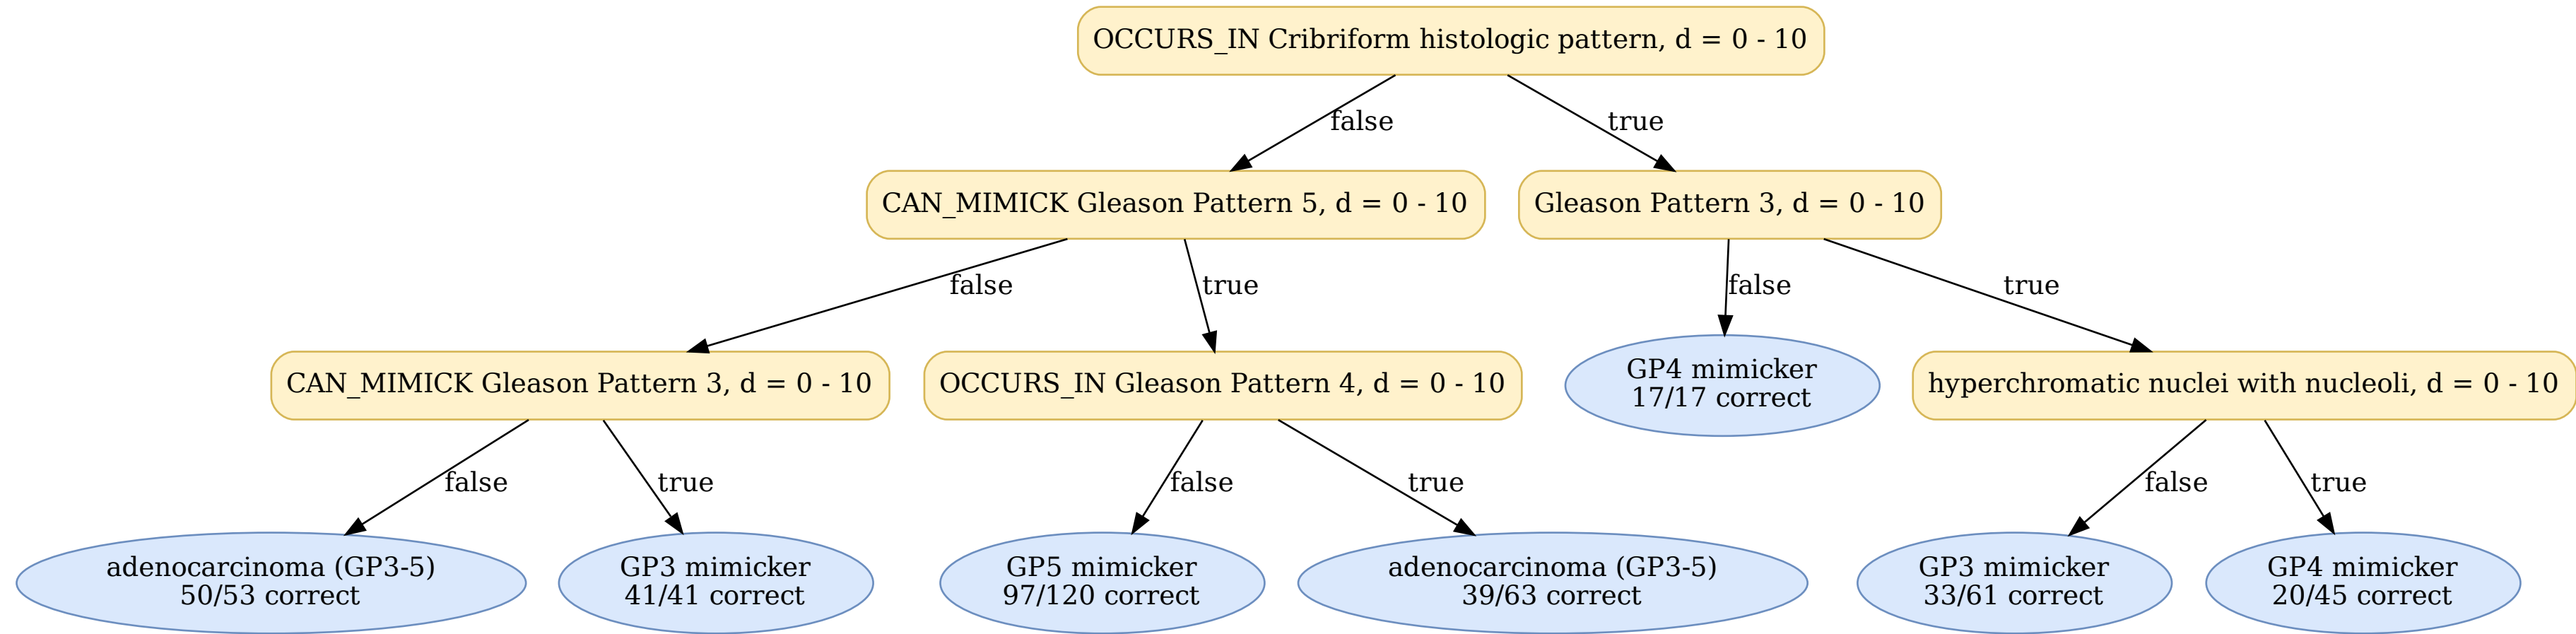 OCCURS_IN Cribriform histologic pattern, d = 0 - 10
false
true
CAN_MIMICK Gleason Pattern 5, d = 0 - 10
Gleason Pattern 3, d = 0 - 10
false
true
false
true
CAN_MIMICK Gleason Pattern 3, d = 0 - 10
OCCURS_IN Gleason Pattern 4, d = 0 - 10
GP4 mimicker
17/17 correct
hyperchromatic nuclei with nucleoli, d = 0 - 10
false
true
false
true
false
true
adenocarcinoma (GP3-5)
50/53 correct
GP3 mimicker
41/41 correct
GP5 mimicker
97/120 correct
adenocarcinoma (GP3-5)
39/63 correct
GP3 mimicker
33/61 correct
GP4 mimicker
20/45 correct